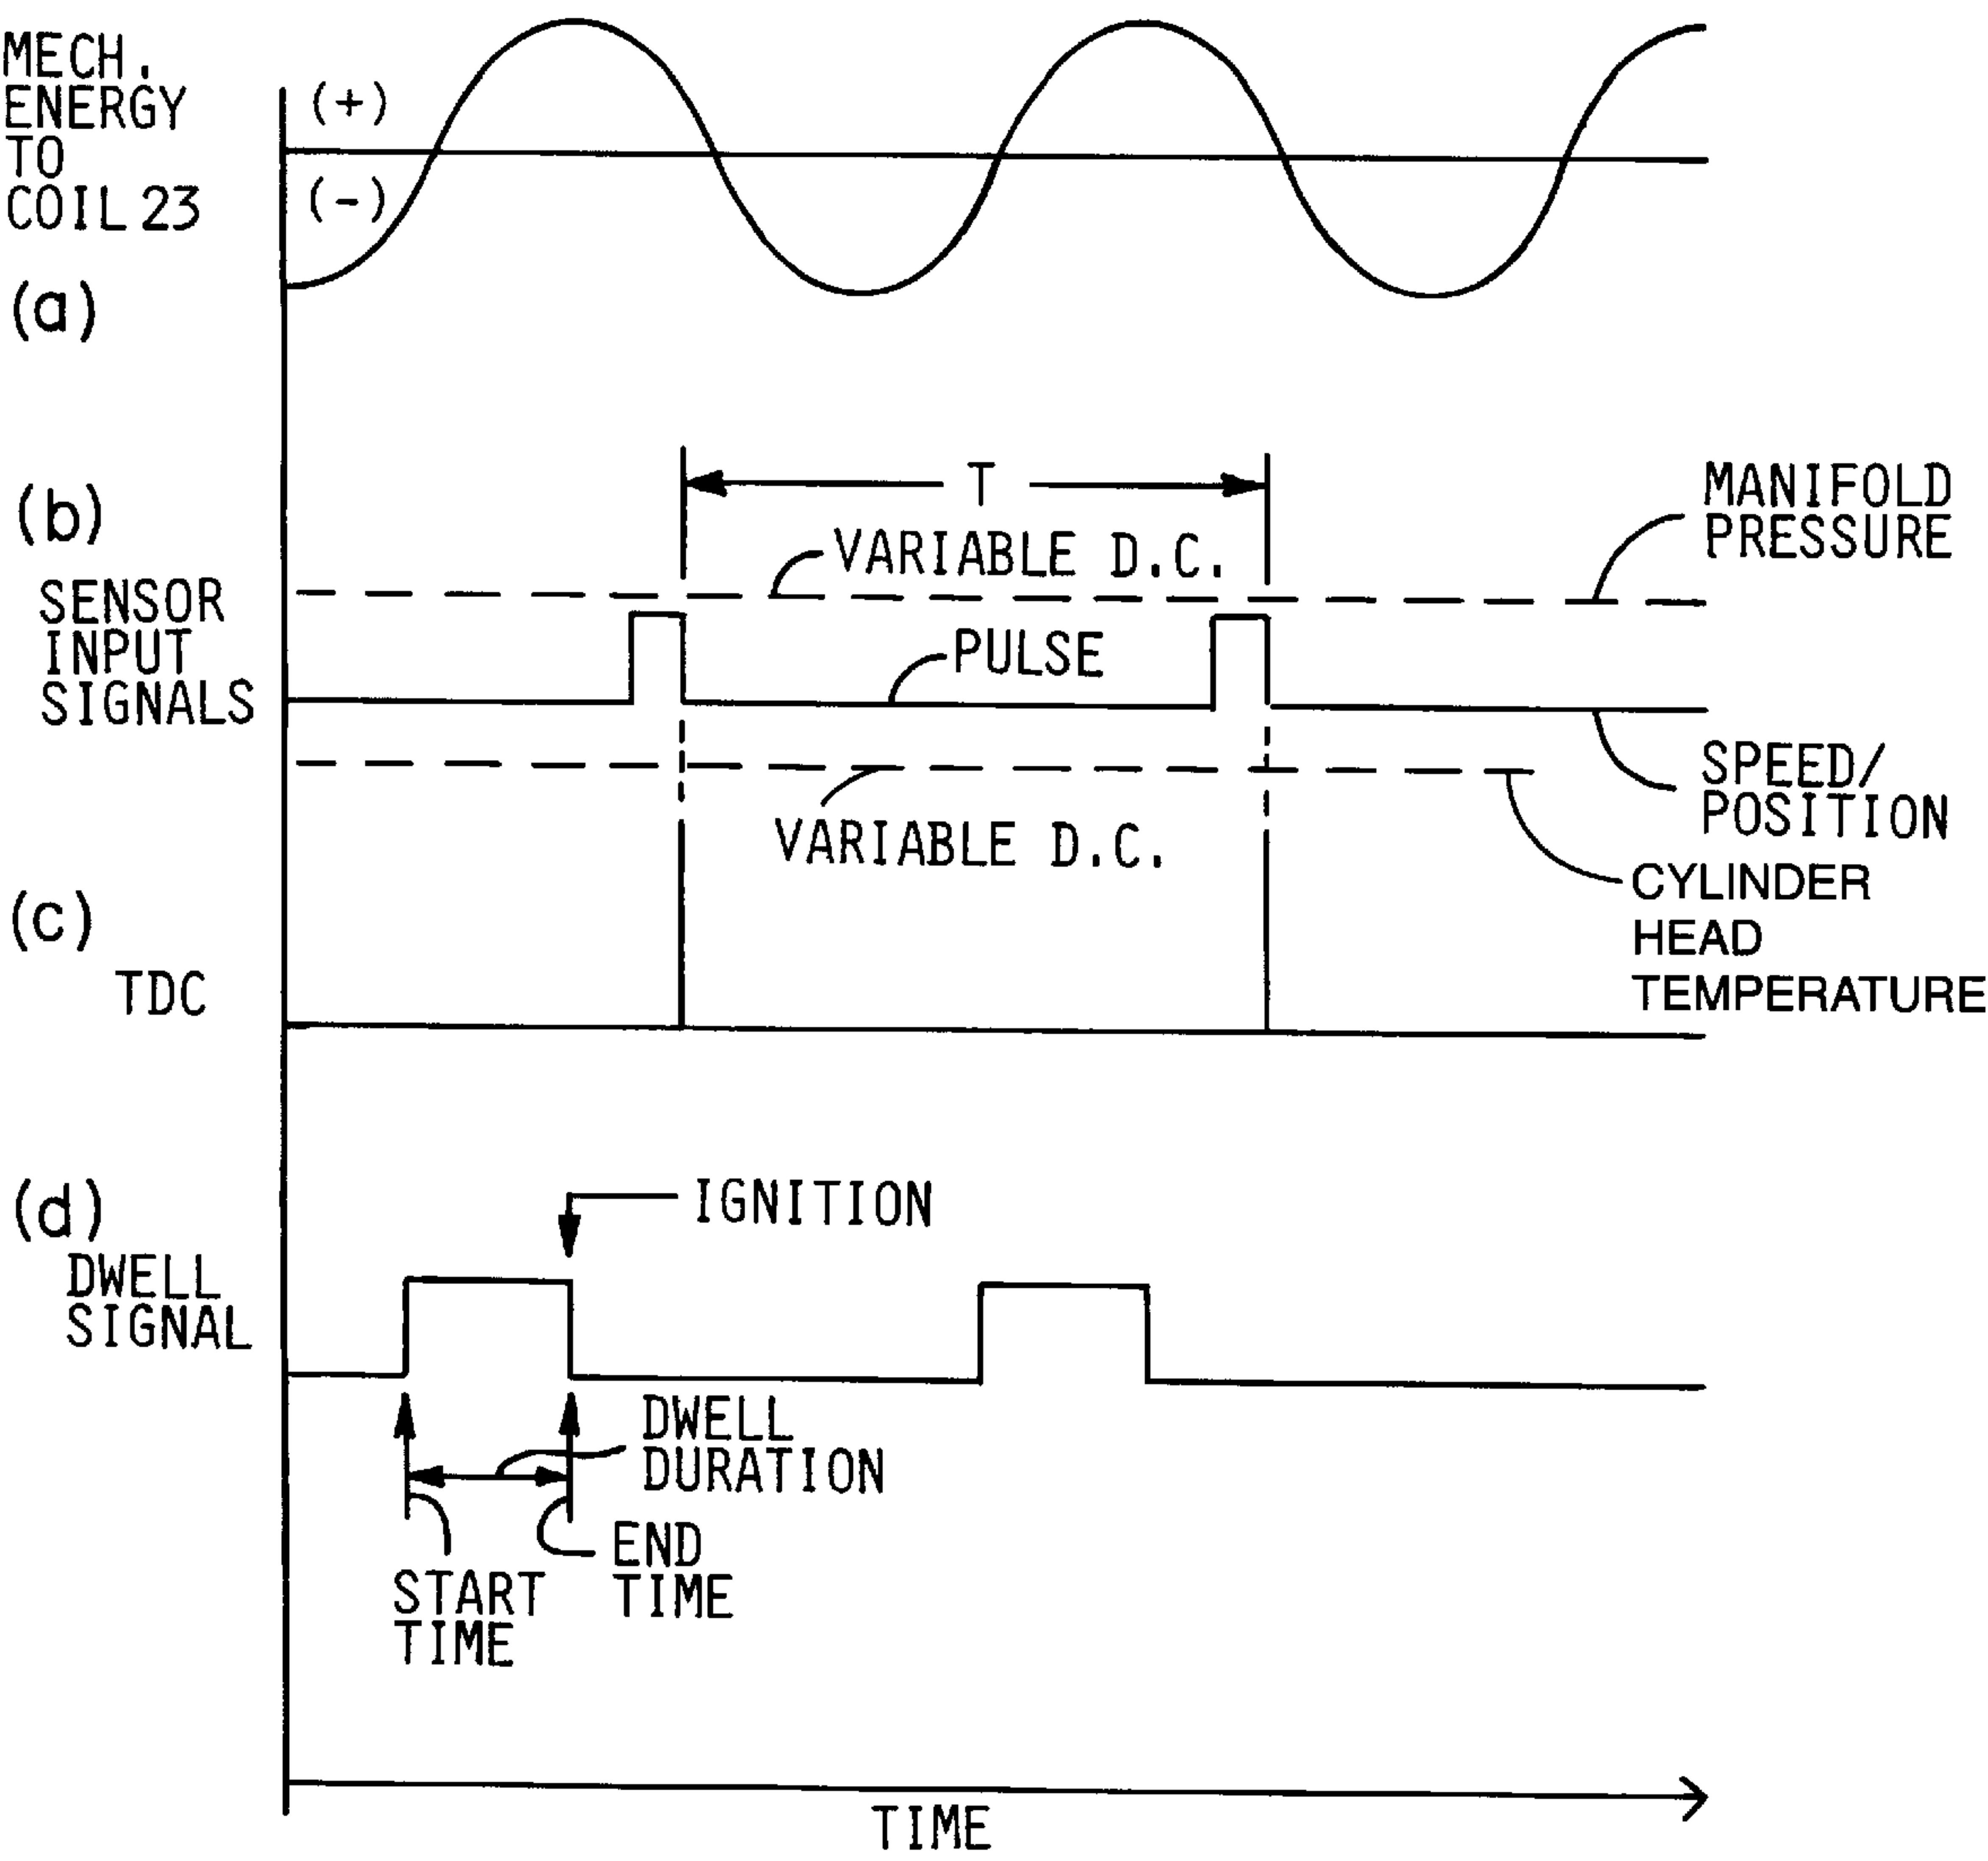 MECH.
ENERGY
TO
COIL 23
(+)
(-)
(a)
(b)
T
MANIFOLD
PRESSURE
VARIABLE D.C.
SENSOR
INPUT
SIGNALS
PULSE
SPEED/
POSITION
VARIABLE D.C.
CYLINDER
HEAD
TEMPERATURE
(c)
TDC
(d)
IGNITION
DWELL
SIGNAL
DWELL
DURATION
END
TIME
START
TIME
TIME